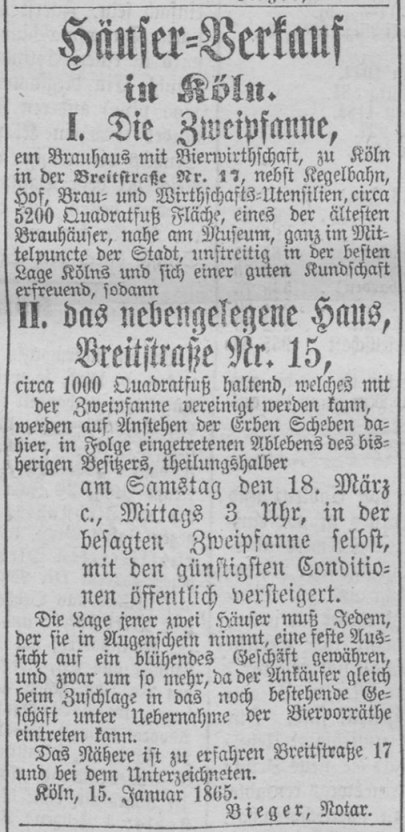 Häuser-Verkauf
in Köln.
I. Die Zweipfanne,
ein Brauhaus mit Bierwirthschaft, zu Köln
in der Breitstraße Nr. 17, nebst Kegelbahn,
Hof, Brau- und Wirthschafts-Utensilien, circa
5200 Quadratfuß Fläche, eines der ältesten
Brauhäuser, nahe am Museum, ganz im Mit-
telpuncte der Stadt, unstreitig in der besten
Lage Kölns und sich einer guten Kundschaft
erfreuend, sodann
II. das nebengelegene Haus,
Breitstraße Nr. 15,
circa 1000 Quadratfuß haltend, welches mit
der Zweipfanne vereinigt werden kann,
werden auf Anstehen der Erben Scheben da-
hier, in Folge eingetretenen Ablebens des bis-
herigen Besitzers, theilungshalber
am Samstag den 18. März
c., Mittags 3 Uhr, in der
besagten Zweipfanne selbst,
mit den günstigsten Conditio-
nen öffentlich versteigert.
Die Lage jener zwei Häuser muß Jedem,
der sie in Augenschein nimmt, eine feste Aus-
sicht auf ein blühendes Geschäft gewähren,
und zwar um so mehr, da der Ankäufer gleich
beim Zuschlage in das noch bestehende Ge-
schäft unter Uebernahme der Biervorräthe
eintreten kann.
Das Nähere ist zu erfahren Breitstraße 17
und bei dem Unterzeichneten.
Köln, 15. Januar 1865.
Bieger, Notar.